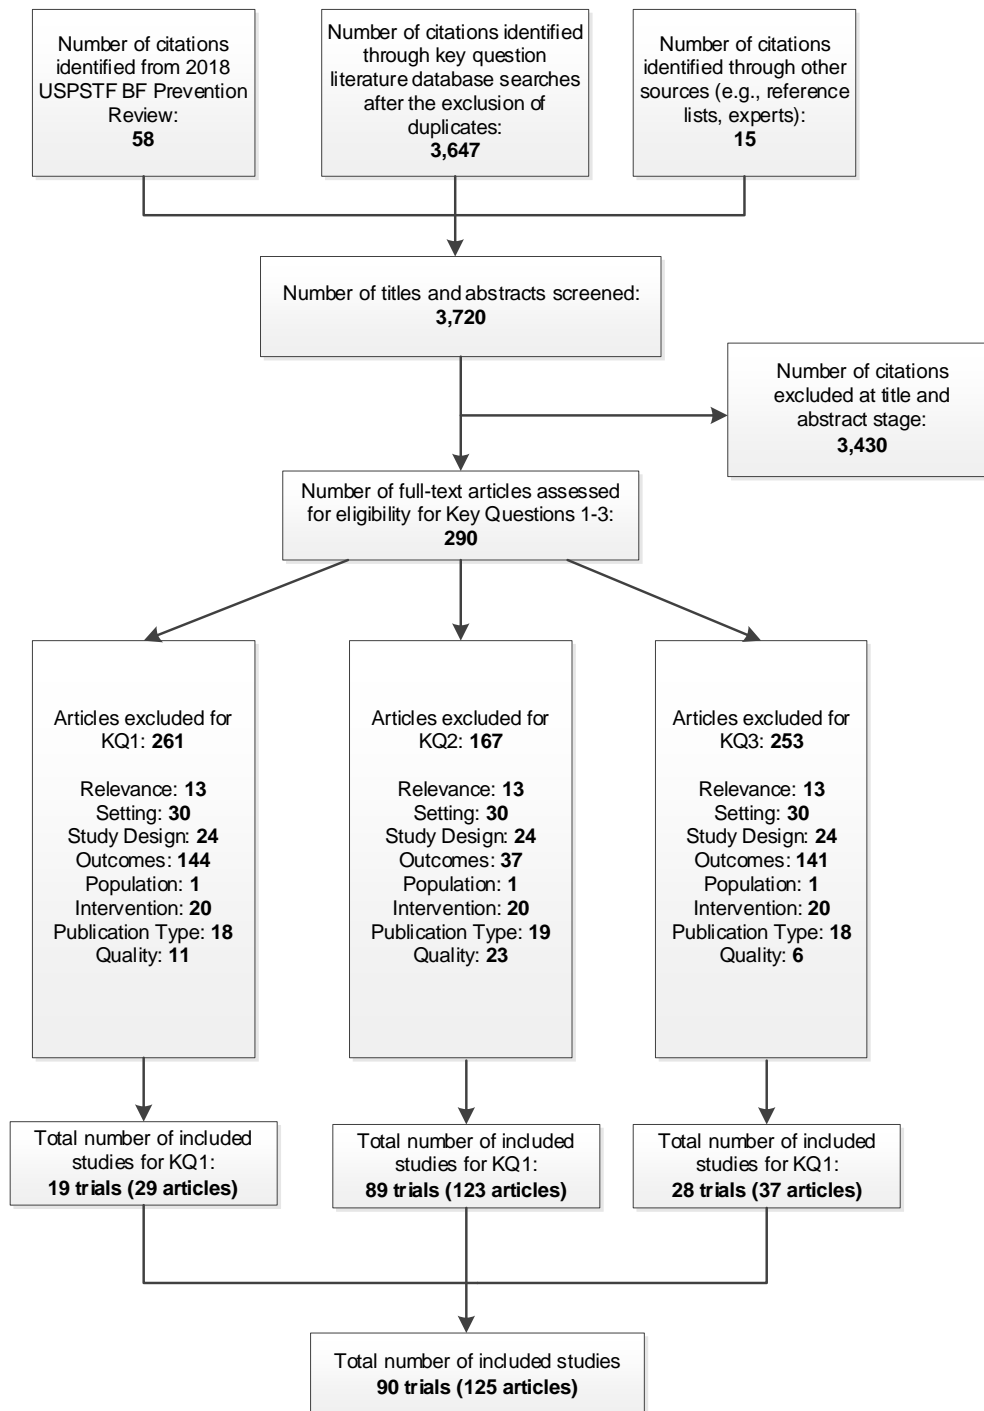 Number of citations
identified from 2018
USPSTF BF Prevention
Review:
58
Number of citations identified
through key question
literature database searches
after the exclusion of
duplicates:
3,647
Number of citations
identified through other
sources (e.g., reference
lists, experts):
15
Number of titles and abstracts screened:
3,720
Number of citations
excluded at title and
abstract stage:
3,430
Number of full-text articles assessed
for eligibility for Key Questions 1-3:
290
Articles excluded for
KQ1: 261
Relevance: 13
Setting: 30
Study Design: 24
Outcomes: 144
Population: 1
Intervention: 20
Publication Type: 18
Quality: 11
Articles excluded for
KQ2: 167
Relevance: 13
Setting: 30
Study Design: 24
Outcomes: 37
Population: 1
Intervention: 20
Publication Type: 19
Quality: 23
Articles excluded for
KQ3: 253
Relevance: 13
Setting: 30
Study Design: 24
Outcomes: 141
Population: 1
Intervention: 20
Publication Type: 18
Quality: 6
Total number of included
studies for KQ1:
19 trials (29 articles)
Total number of included
studies for KQ1:
89 trials (123 articles)
Total number of included
studies for KQ1:
28 trials (37 articles)
Total number of included studies
90 trials (125 articles)